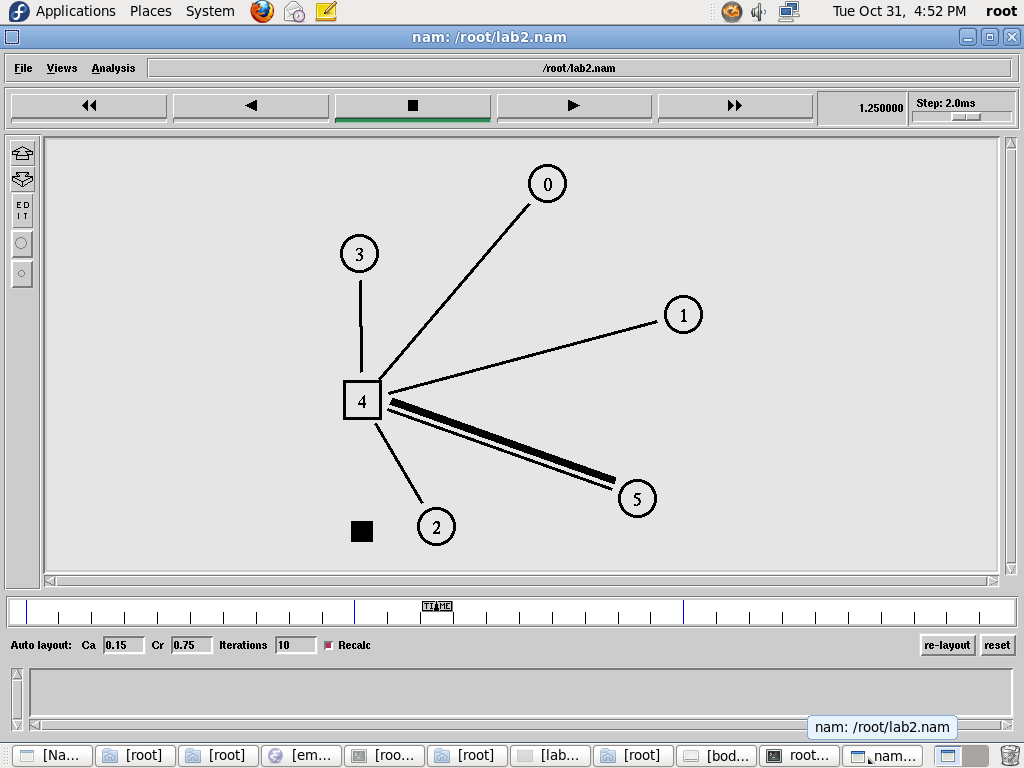 Applications Places System Tue Oct 31, 4:52 PM root
nam: /root/lab2.nam
File Views Analysis /root/lab2.nam
1.250000 Step: 2.0ms
0
3
1
4
5
2
ED
IT
TIME
Auto layout: Ca 0.15 Cr 0.75 Iterations 10 Recalc re-layout reset
nam: /root/lab2.nam
[Na... [root] [root] [em... [roo... [root] [lab... [root] [bod... root... nam...